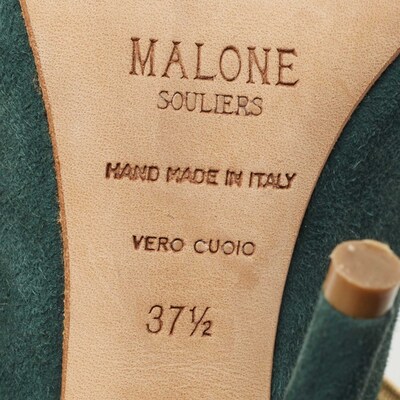 MALONE
SOULIERS
HAND MADE IN ITALY
VERO CUOIO
37½